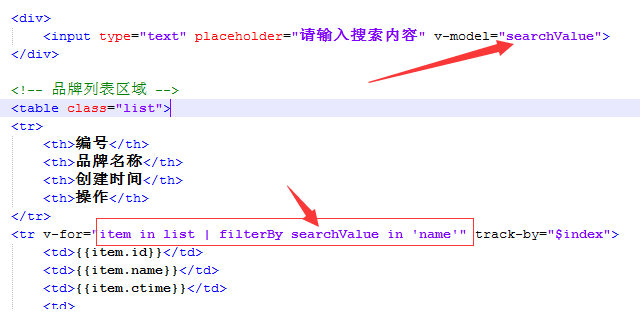 <div>
<input type="text" placeholder="请输入搜索内容" v-model="searchValue">
</div>
<!-- 品牌列表区域 -->
<table class="list">
<tr>
<th>编号</th>
<th>品牌名称</th>
<th>创建时间</th>
<th>操作</th>
</tr>
<tr v-for="item in list | filterBy searchValue in 'name'" track-by="$index">
<td>{{item.id}}</td>
<td>{{item.name}}</td>
<td>{{item.ctime}}</td>
<td>